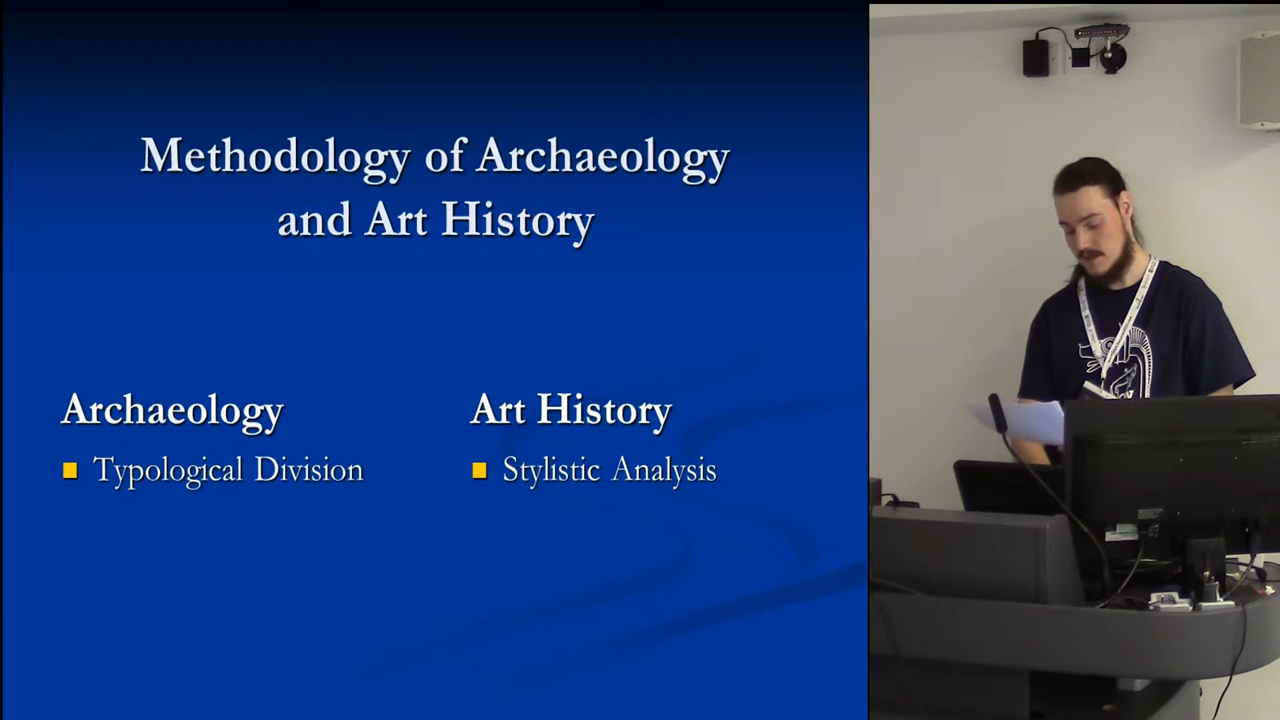 Methodology of Archaeology
and Art History
Archaeology
Typological Division
Art History
Stylistic Analysis